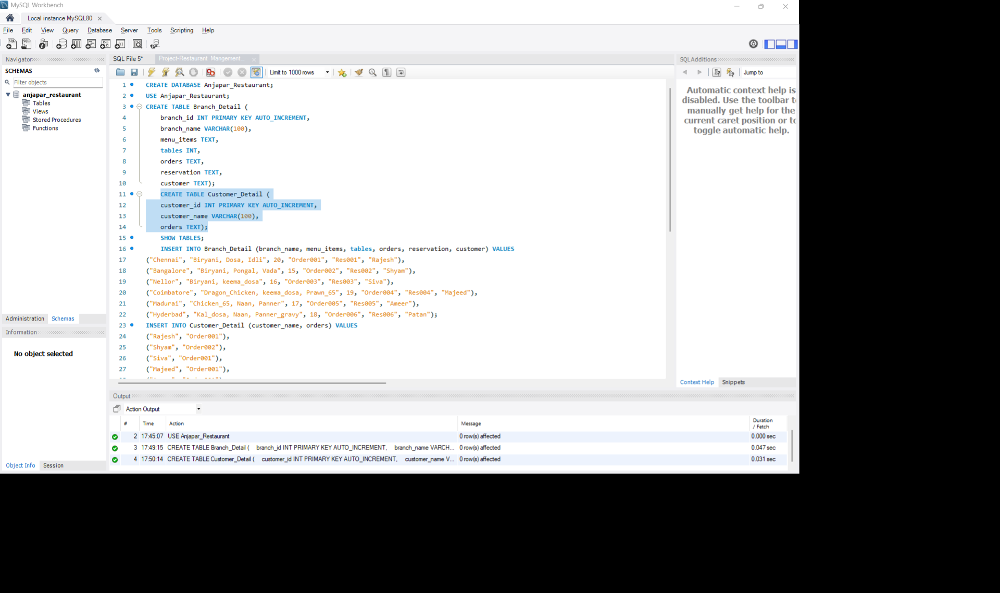 MySQL Workbench
Local instance MySQL80
File Edit View Query Database Server Tools Scripting Help
Navigator
SCHEMAS
Filter objects
anjapar_restaurant
Tables
Views
Stored Procedures
Functions
Administration Schemas
Information
No object selected
Object Info Session
SQL File 5* Project-Restaurant Mangement...
Limit to 1000 rows
1 CREATE DATABASE Anjapar_Restaurant;
2 USE Anjapar_Restaurant;
3 CREATE TABLE Branch_Detail (
4 branch_id INT PRIMARY KEY AUTO_INCREMENT,
5 branch_name VARCHAR(100),
6 menu_items TEXT,
7 tables INT,
8 orders TEXT,
9 reservation TEXT,
10 customer TEXT);
11 CREATE TABLE Customer_Detail (
12 customer_id INT PRIMARY KEY AUTO_INCREMENT,
13 customer_name VARCHAR(100),
14 orders TEXT);
15 SHOW TABLES;
16 INSERT INTO Branch_Detail (branch_name, menu_items, tables, orders, reservation, customer) VALUES
17 ("Chennai", "Biryani, Dosa, Idli", 20, "Order001", "Res001", "Rajesh"),
18 ("Bangalore", "Biryani, Pongal, Vada", 15, "Order002", "Res002", "Shyam"),
19 ("Nellor", "Biryani, keema_dosa", 16, "Order003", "Res003", "Siva"),
20 ("Coimbatore", "Dragon_Chicken, keema_dosa, Prawn_65", 19, "Order004", "Res004", "Majeed"),
21 ("Madurai", "Chicken_65, Naan, Panner", 17, "Order005", "Res005", "Ameer"),
22 ("Hyderbad", "Kal_dosa, Naan, Panner_gravy", 18, "Order006", "Res006", "Patan");
23 INSERT INTO Customer_Detail (customer_name, orders) VALUES
24 ("Rajesh", "Order001"),
25 ("Shyam", "Order002"),
26 ("Siva", "Order001"),
27 ("Majeed", "Order001"),
SQLAdditions
Jump to
Automatic context help is
disabled. Use the toolbar to
manually get help for the
current caret position or to
toggle automatic help.
Context Help Snippets
Output
Action Output
# Time Action Message Duration / Fetch
2 17:45:07 USE Anjapar_Restaurant 0 row(s) affected 0.000 sec
3 17:49:15 CREATE TABLE Branch_Detail ( branch_id INT PRIMARY KEY AUTO_INCREMENT, branch_name VARCH... 0 row(s) affected 0.047 sec
4 17:50:14 CREATE TABLE Customer_Detail ( customer_id INT PRIMARY KEY AUTO_INCREMENT, customer_name V... 0 row(s) affected 0.031 sec